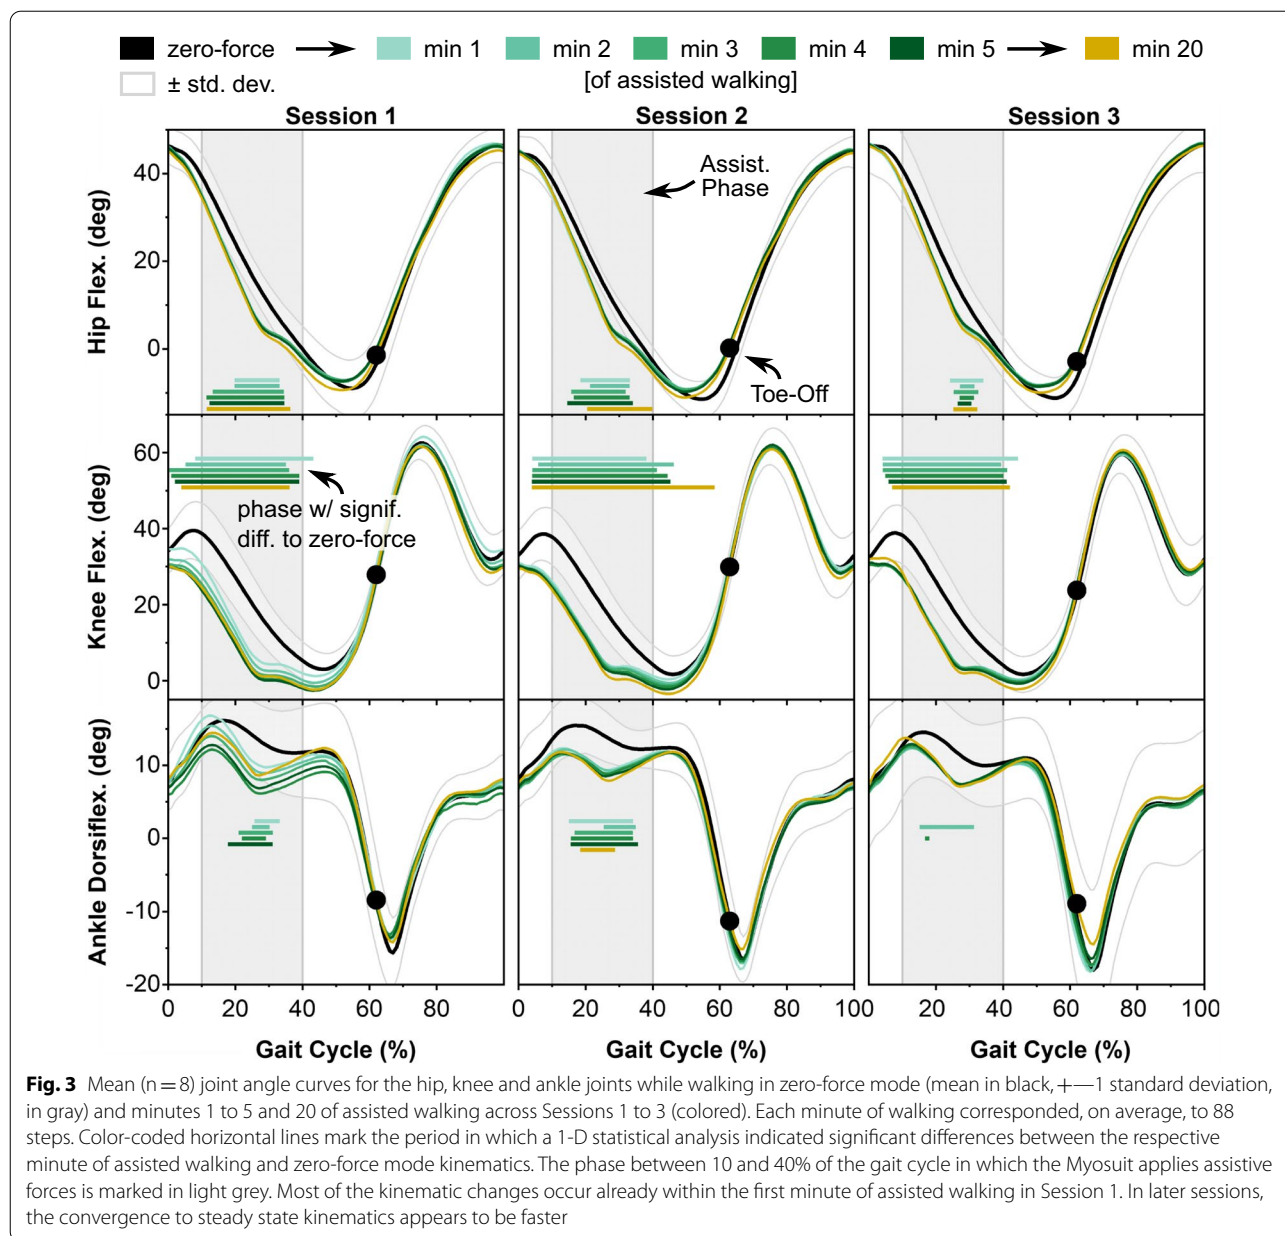 zero-force min 1 min 2 min 3 min 4 min 5 min 20
± std. dev. [of assisted walking]
Session 1 Session 2 Session 3
Hip Flex. (deg)
40
20
0
Assist.
Phase
Toe-Off
Knee Flex. (deg)
60
40
20
0
phase w/ signif.
diff. to zero-force
Ankle Dorsiflex. (deg)
10
0
-10
-20
0 20 40 60 80 0 20 40 60 80 100 0 20 40 60 80 100
Gait Cycle (%) Gait Cycle (%) Gait Cycle (%)
Fig. 3 Mean (n = 8) joint angle curves for the hip, knee and ankle joints while walking in zero-force mode (mean in black, +—1 standard deviation,
in gray) and minutes 1 to 5 and 20 of assisted walking across Sessions 1 to 3 (colored). Each minute of walking corresponded, on average, to 88
steps. Color-coded horizontal lines mark the period in which a 1-D statistical analysis indicated significant differences between the respective
minute of assisted walking and zero-force mode kinematics. The phase between 10 and 40% of the gait cycle in which the Myosuit applies assistive
forces is marked in light grey. Most of the kinematic changes occur already within the first minute of assisted walking in Session 1. In later sessions,
the convergence to steady state kinematics appears to be faster